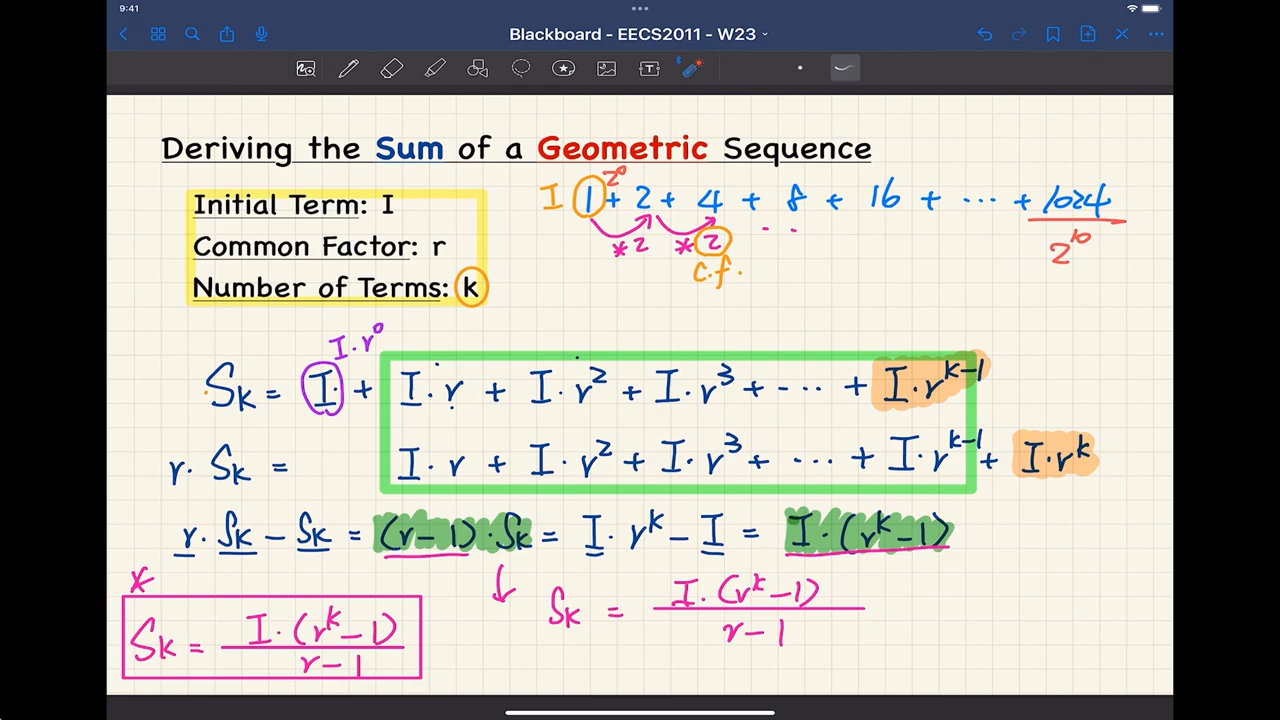 9:41
Blackboard - EECS2011 - W23
Deriving the Sum of a Geometric Sequence
Initial Term: I
Common Factor: r
Number of Terms: k
I 1 + 2 + 4 + 8 + 16 + ... + 1024
2⁰
*2 *2 ..
c.f.
2¹⁰
I·r⁰
Sk = I· + I·r + I·r² + I·r³ + ... + I·r^(k-1)
r·Sk = I·r + I·r² + I·r³ + ... + I·r^(k-1) + I·r^k
r·Sk - Sk = (r-1)·Sk = I·r^k - I = I·(r^k-1)
↓ Sk = I·(r^k-1) / r-1
*
Sk = I·(r^k-1) / r-1